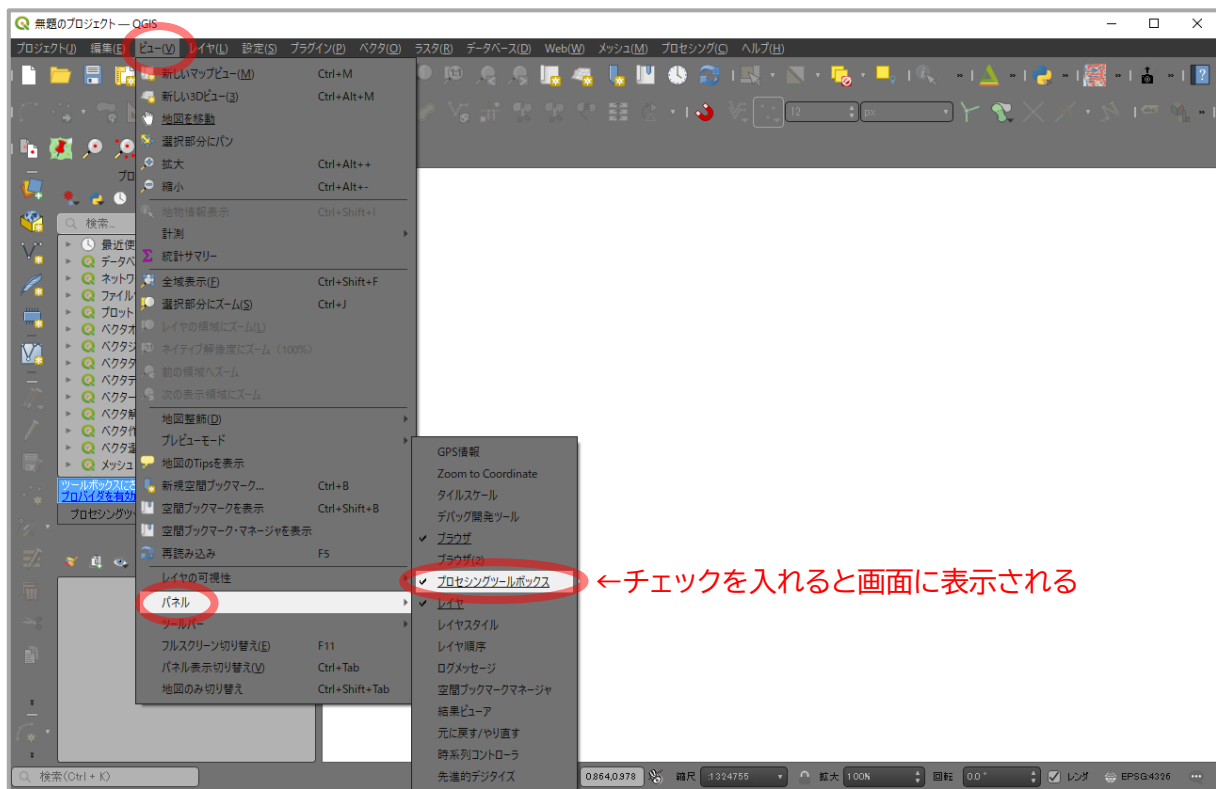 無題のプロジェクト — QGIS
プロジェクト(J) 編集(E) ビュー(V) レイヤ(L) 設定(S) プラグイン(P) ベクタ(O) ラスタ(R) データベース(D) Web(W) メッシュ(M) プロセシング(C) ヘルプ(H)
新しいマップビュー(M) Ctrl+M
新しい3Dビュー(3) Ctrl+Alt+M
地図を移動
選択部分にパン
拡大 Ctrl+Alt++
縮小 Ctrl+Alt+-
地物情報表示 Ctrl+Shift+I
計測
統計サマリー
全域表示(F) Ctrl+Shift+F
選択部分にズーム(S) Ctrl+J
レイヤの領域にズーム(L)
ネイティブ解像度にズーム (100%)
前の領域へズーム
次の表示領域にズーム
地図整飾(D)
プレビューモード
地図のTipsを表示
新規空間ブックマーク... Ctrl+B
空間ブックマークを表示 Ctrl+Shift+B
空間ブックマーク・マネージャを表示
再読み込み F5
レイヤの可視性
パネル
ツールバー
フルスクリーン切り替え(E) F11
パネル表示切り替え(V) Ctrl+Tab
地図のみ切り替え Ctrl+Shift+Tab
12 px
プロ
検索...
最近使
データベ
ネットワ
ファイル
プロット
ベクタオ
ベクタジ
ベクタタ
ベクタテ
ベクター
ベクタ解
ベクタ作
ベクタ選
メッシュ
ツールボックスにさ
プロバイダを有効
プロセシングツー
GPS情報
Zoom to Coordinate
タイルスケール
デバッグ開発ツール
ブラウザ
ブラウザ(2)
プロセシングツールボックス
レイヤ
レイヤスタイル
レイヤ順序
ログメッセージ
空間ブックマークマネージャ
結果ビューア
元に戻す/やり直す
時系列コントローラ
先進的デジタイズ
←チェックを入れると画面に表示される
検索(Ctrl + K)
0.864,0.978 縮尺 :1324755 拡大 100% 回転 0.0° レンダ EPSG:4326